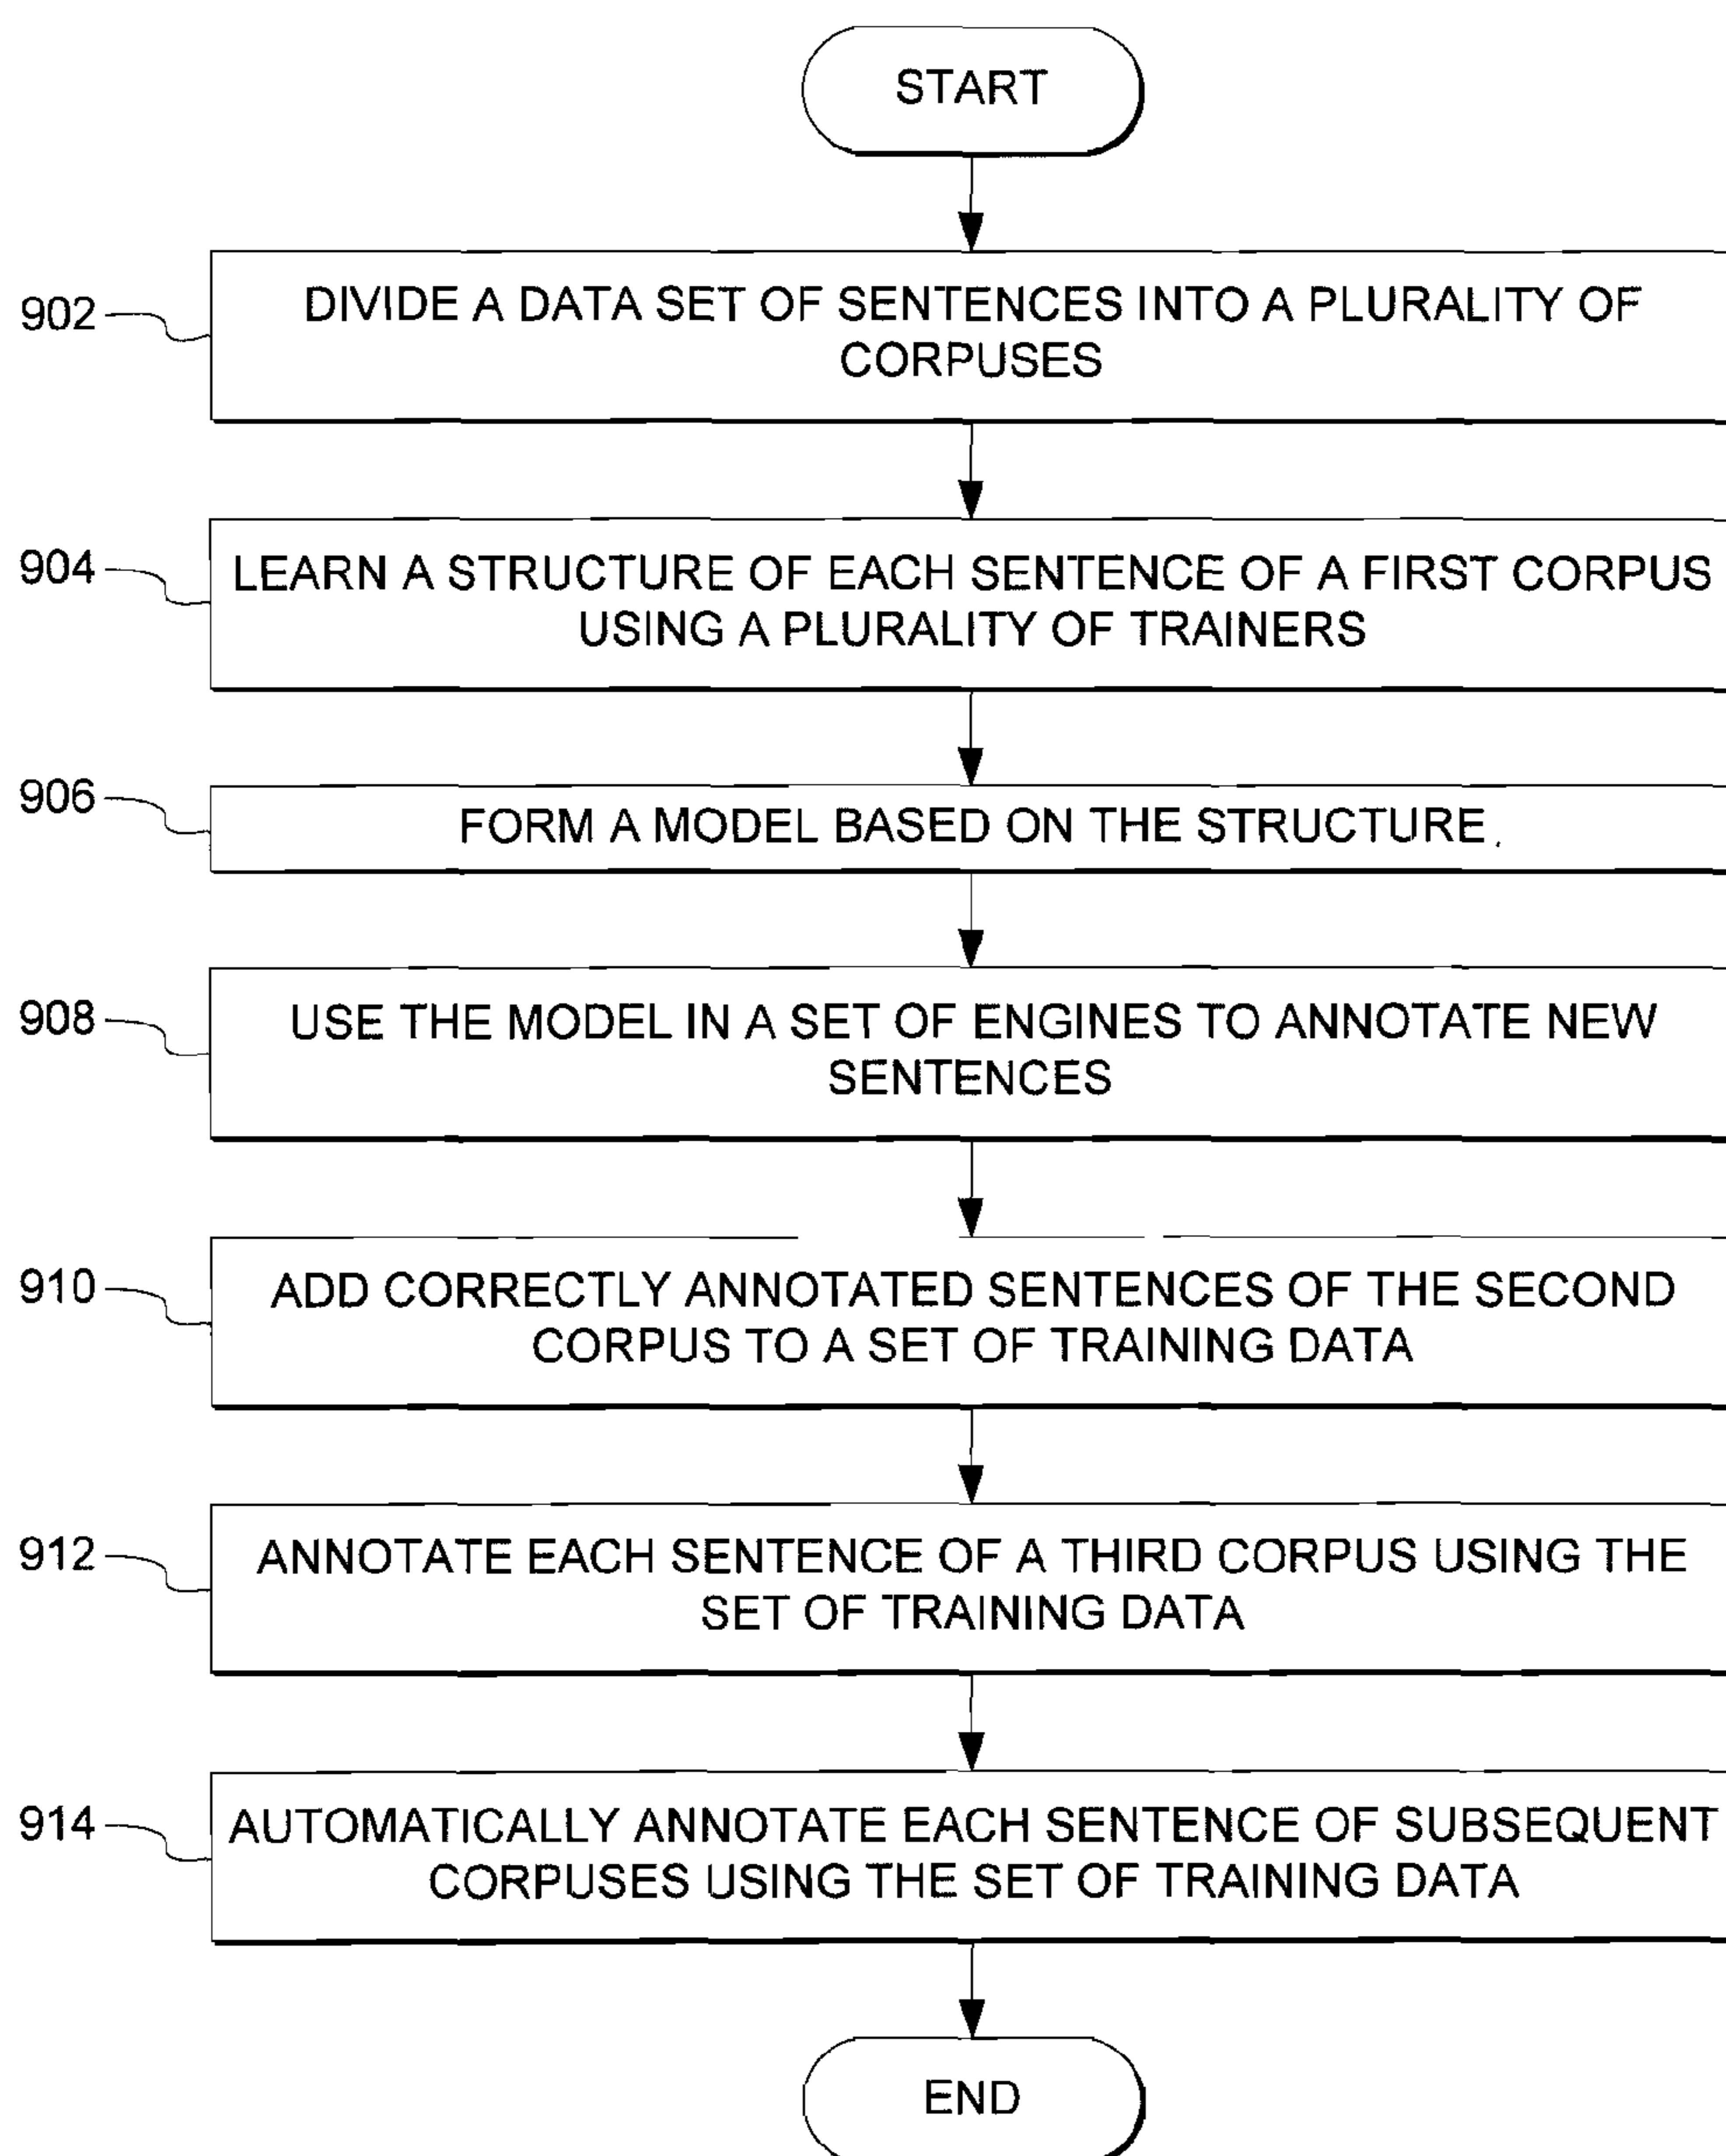 START
902
DIVIDE A DATA SET OF SENTENCES INTO A PLURALITY OF
CORPUSES
904
LEARN A STRUCTURE OF EACH SENTENCE OF A FIRST CORPUS
USING A PLURALITY OF TRAINERS
906
FORM A MODEL BASED ON THE STRUCTURE.
908
USE THE MODEL IN A SET OF ENGINES TO ANNOTATE NEW
SENTENCES
910
ADD CORRECTLY ANNOTATED SENTENCES OF THE SECOND
CORPUS TO A SET OF TRAINING DATA
912
ANNOTATE EACH SENTENCE OF A THIRD CORPUS USING THE
SET OF TRAINING DATA
914
AUTOMATICALLY ANNOTATE EACH SENTENCE OF SUBSEQUENT
CORPUSES USING THE SET OF TRAINING DATA
END